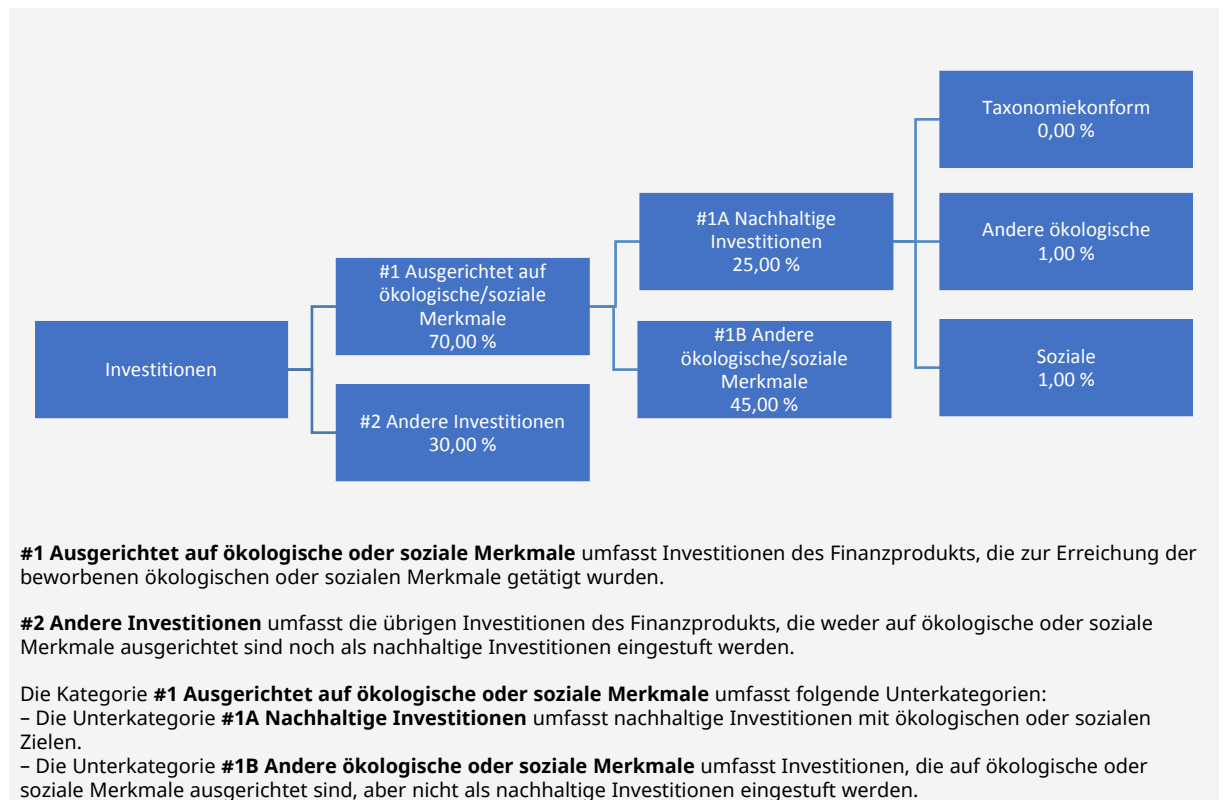 Investitionen
#1 Ausgerichtet auf
ökologische/soziale
Merkmale
70,00 %
#2 Andere Investitionen
30,00 %
#1A Nachhaltige
Investitionen
25,00 %
#1B Andere
ökologische/soziale
Merkmale
45,00 %
Taxonomiekonform
0,00 %
Andere ökologische
1,00 %
Soziale
1,00 %
#1 Ausgerichtet auf ökologische oder soziale Merkmale umfasst Investitionen des Finanzprodukts, die zur Erreichung der
beworbenen ökologischen oder sozialen Merkmale getätigt wurden.
#2 Andere Investitionen umfasst die übrigen Investitionen des Finanzprodukts, die weder auf ökologische oder soziale
Merkmale ausgerichtet sind noch als nachhaltige Investitionen eingestuft werden.
Die Kategorie #1 Ausgerichtet auf ökologische oder soziale Merkmale umfasst folgende Unterkategorien:
– Die Unterkategorie #1A Nachhaltige Investitionen umfasst nachhaltige Investitionen mit ökologischen oder sozialen
Zielen.
– Die Unterkategorie #1B Andere ökologische oder soziale Merkmale umfasst Investitionen, die auf ökologische oder
soziale Merkmale ausgerichtet sind, aber nicht als nachhaltige Investitionen eingestuft werden.